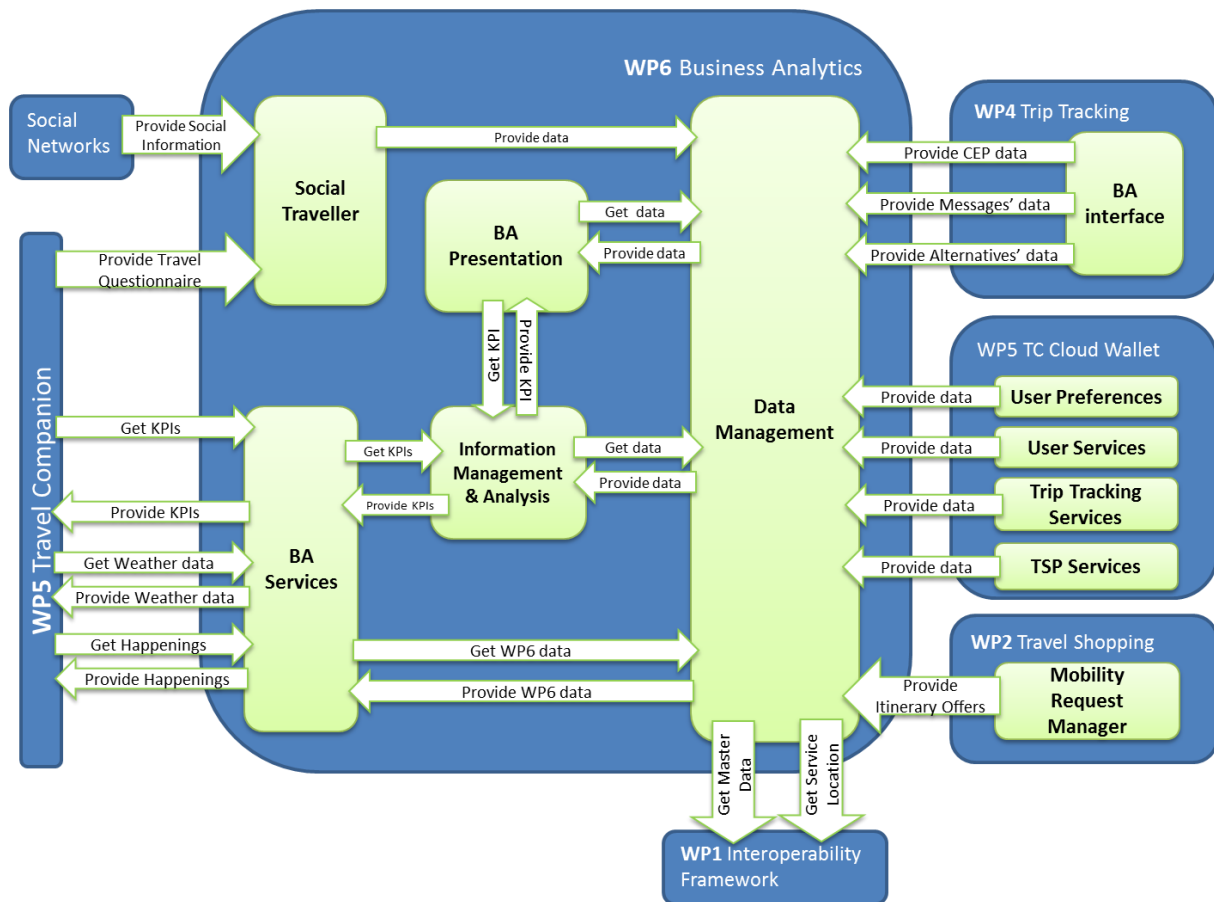 WP6 Business Analytics
Social
Networks
Provide Social
Information
Social
Traveller
Provide data
WP4 Trip Tracking
Provide CEP data
Provide Messages' data
Provide Alternatives' data
BA
interface
BA
Presentation
Get data
Provide data
WP5 Travel Companion
Provide Travel
Questionnaire
Get KPI
Provide KPI
Data
Management
WP5 TC Cloud Wallet
Provide data
User Preferences
Provide data
User Services
Provide data
Trip Tracking
Services
Provide data
TSP Services
Get KPIs
Provide KPIs
Get Weather data
Provide Weather data
Get Happenings
Provide Happenings
BA
Services
Get KPIs
Provide KPIs
Information
Management
& Analysis
Get data
Provide data
Get WP6 data
Provide WP6 data
WP2 Travel Shopping
Provide
Itinerary Offers
Mobility
Request
Manager
Get Master
Data
Get Service
Location
WP1 Interoperability
Framework